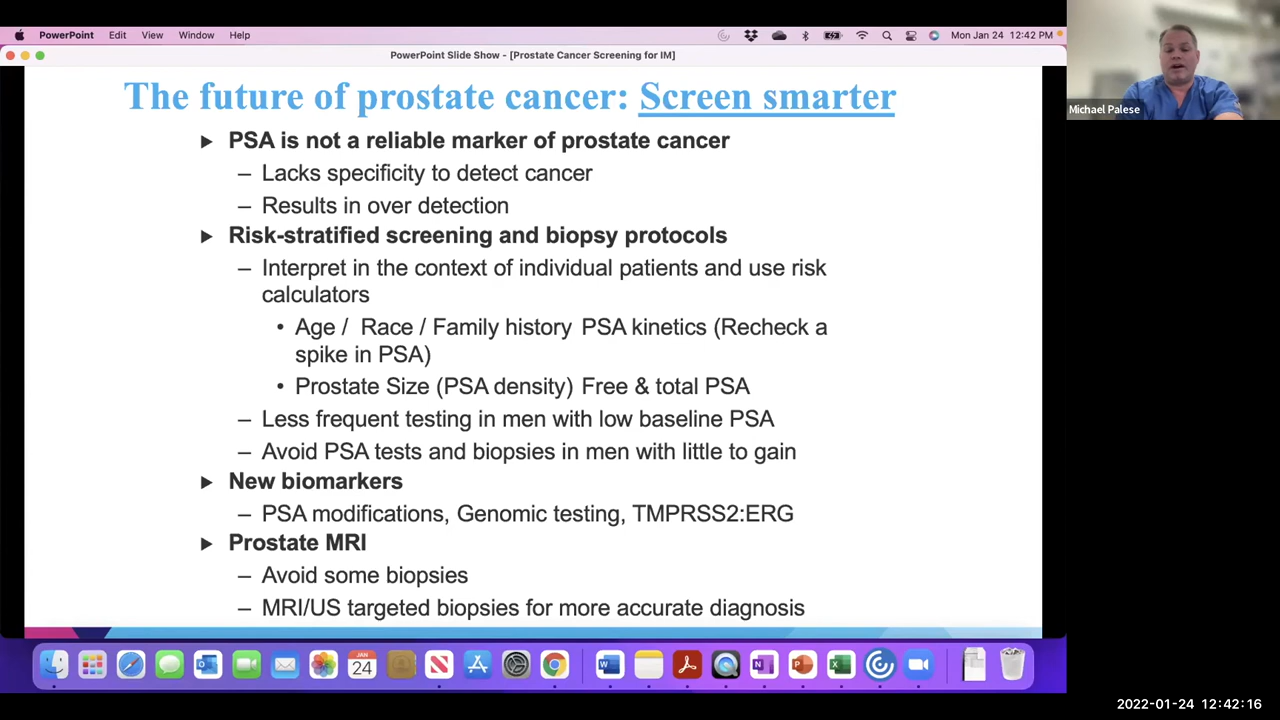 PowerPoint Edit View Window Help Mon Jan 24 12:42 PM
PowerPoint Slide Show - [Prostate Cancer Screening for IM]
Michael Palese
The future of prostate cancer: Screen smarter
► PSA is not a reliable marker of prostate cancer
– Lacks specificity to detect cancer
– Results in over detection
► Risk-stratified screening and biopsy protocols
– Interpret in the context of individual patients and use risk
calculators
• Age / Race / Family history PSA kinetics (Recheck a
spike in PSA)
• Prostate Size (PSA density) Free & total PSA
– Less frequent testing in men with low baseline PSA
– Avoid PSA tests and biopsies in men with little to gain
► New biomarkers
– PSA modifications, Genomic testing, TMPRSS2:ERG
► Prostate MRI
– Avoid some biopsies
– MRI/US targeted biopsies for more accurate diagnosis
JAN
24
2022-01-24 12:42:16